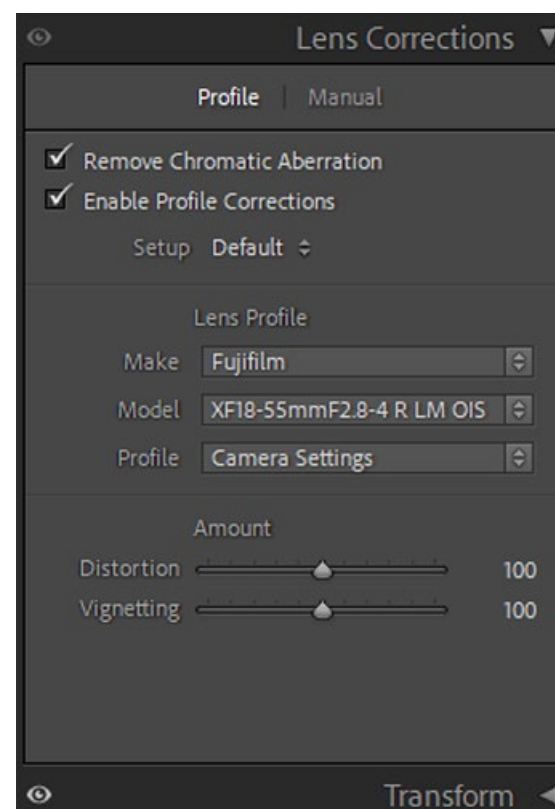 Lens Corrections
Profile | Manual
Remove Chromatic Aberration
Enable Profile Corrections
Setup Default
Lens Profile
Make Fujifilm
Model XF18-55mmF2.8-4 R LM OIS
Profile Camera Settings
Amount
Distortion 100
Vignetting 100
Transform